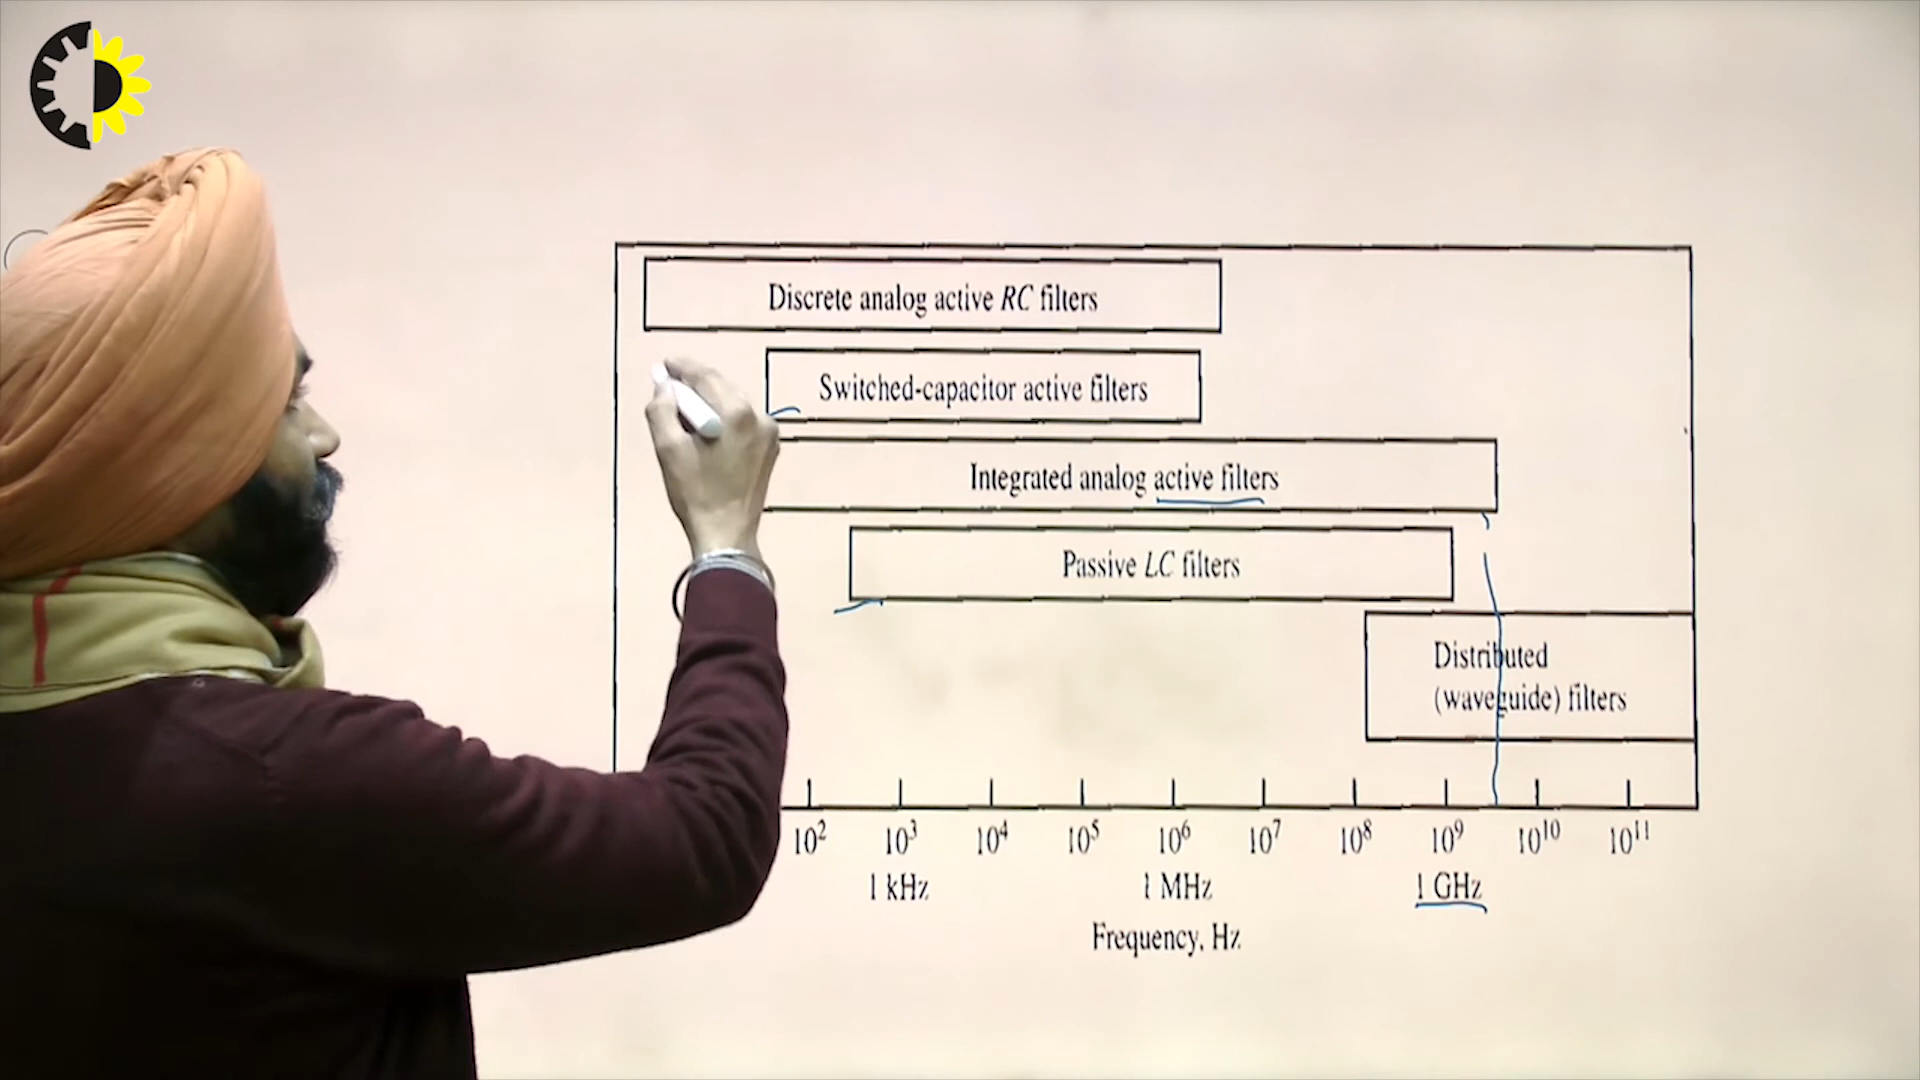 Discrete analog active RC filters
Switched-capacitor active filters
Integrated analog active filters
Passive LC filters
Distributed
(waveguide) filters
10² 10³ 10⁴ 10⁵ 10⁶ 10⁷ 10⁸ 10⁹ 10¹⁰ 10¹¹
1 kHz 1 MHz 1 GHz
Frequency, Hz